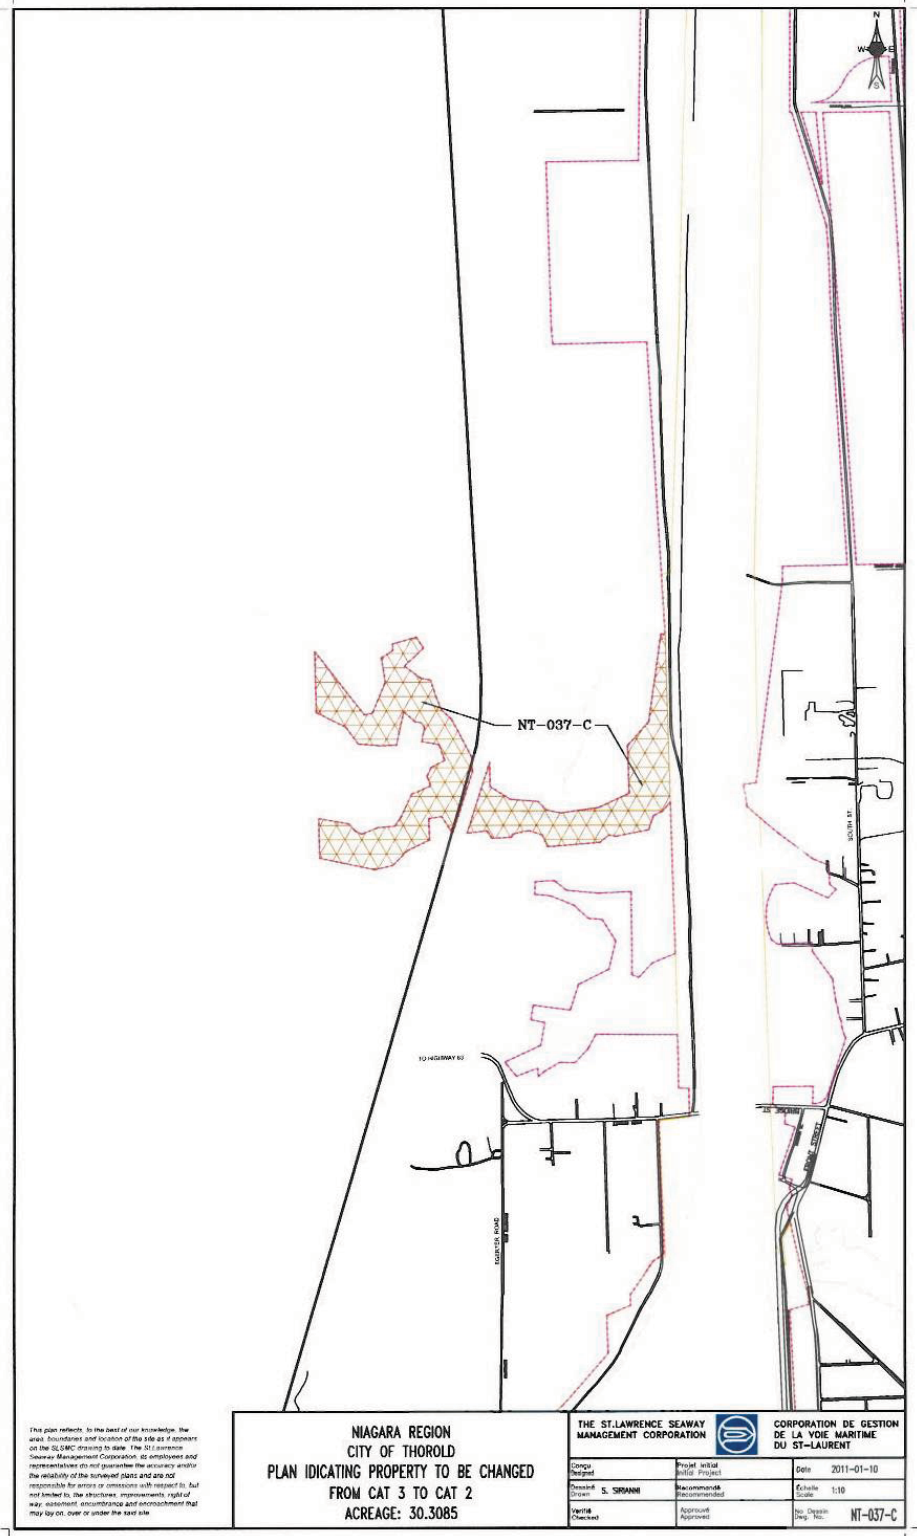 N
W E
S
NT-037-C
SOUTH ST.
TO HIGHWAY
BRIDGE ST
FRONT STREET
ROAD
This plan reflects, to the best of our knowledge, the
area, boundaries and location of the site as it appears
on the SLSMC drawing to date. The St.Lawrence
Seaway Management Corporation, its employees and
representatives do not guarantee the accuracy and/or
the reliability of the surveyed plans and are not
responsible for errors or omissions with respect to, but
not limited to, the structures, improvements, right of
way, easement, encumbrance and encroachment that
may lay on, over or under the said site.
NIAGARA REGION
CITY OF THOROLD
PLAN IDICATING PROPERTY TO BE CHANGED
FROM CAT 3 TO CAT 2
ACREAGE: 30.3085
THE ST.LAWRENCE SEAWAY
MANAGEMENT CORPORATION
CORPORATION DE GESTION
DE LA VOIE MARITIME
DU ST-LAURENT
Conçu
Designed
Projet initial
Initial Project
Date 2011-01-10
Dessiné
Drawn S. SIRIANNI
Recommandé
Recommended
Échelle
Scale 1:10
Vérifié
Checked
Approuvé
Approved
No. Dessin
Dwg. No. NT-037-C